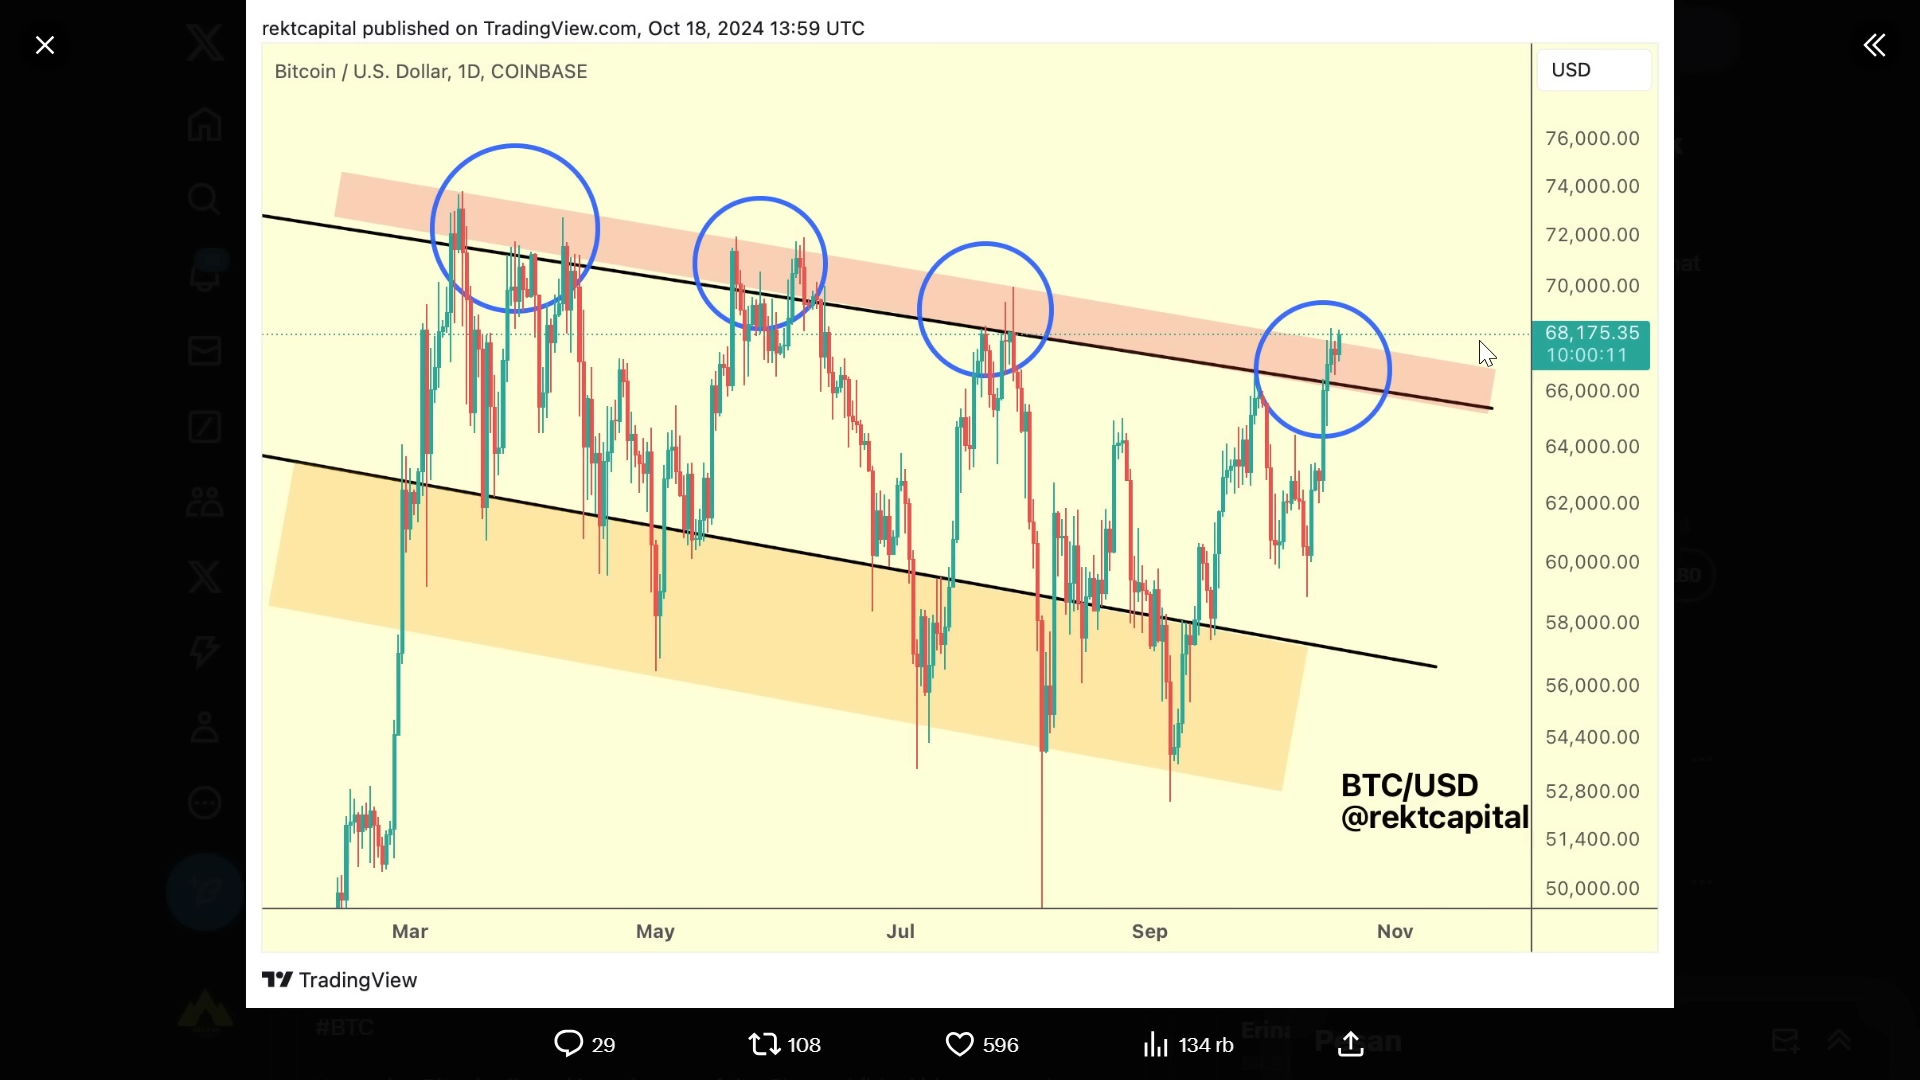 rektcapital published on TradingView.com, Oct 18, 2024 13:59 UTC
Bitcoin / U.S. Dollar, 1D, COINBASE
USD
76,000.00
74,000.00
72,000.00
70,000.00
68,175.35
10:00:11
66,000.00
64,000.00
62,000.00
60,000.00
58,000.00
56,000.00
54,400.00
52,800.00
51,400.00
50,000.00
BTC/USD
@rektcapital
Mar May Jul Sep Nov
TradingView
#BTC
29 108 596 134 rb